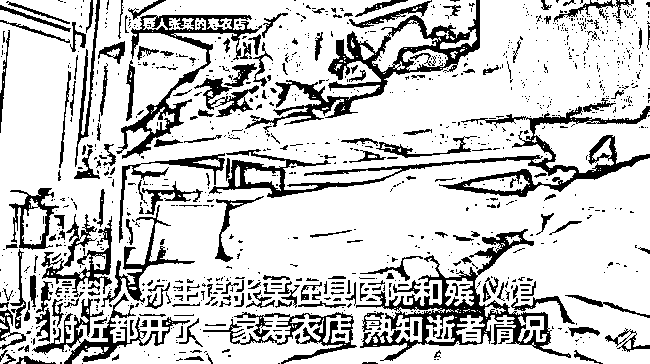 嫌疑人张某的寿衣店
爆料人称主谋张某在县医院和殡仪馆
附近都开了一家寿衣店 熟知逝者情况